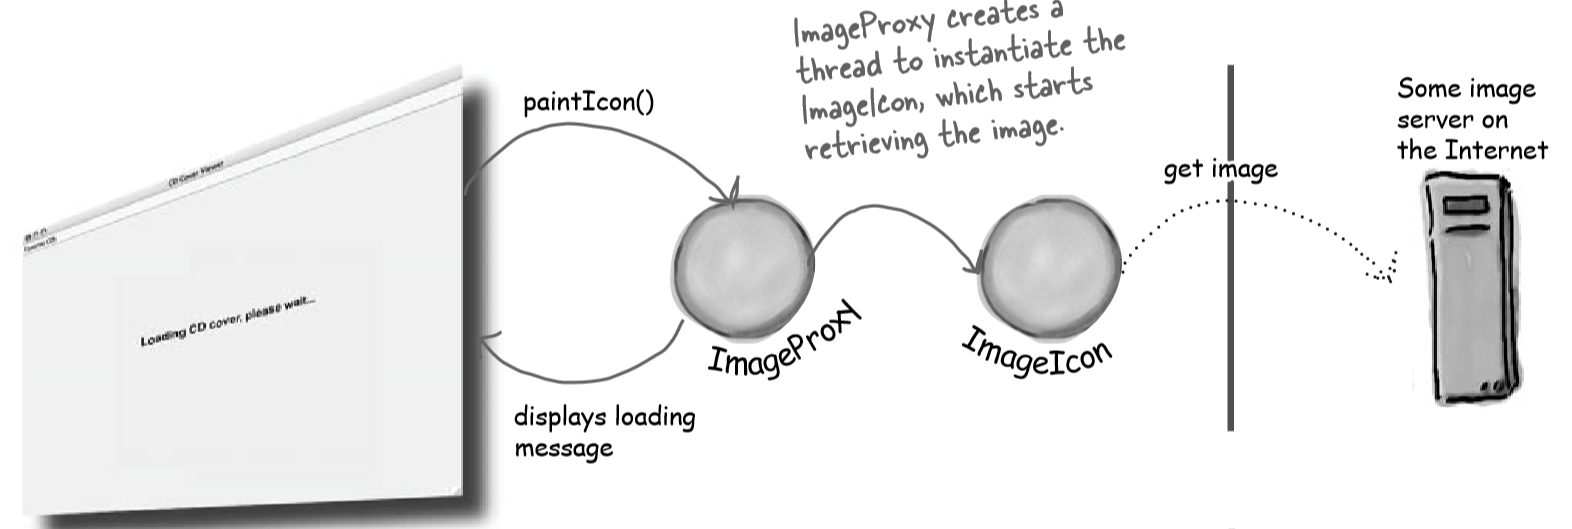 ImageProxy creates a
thread to instantiate the
ImageIcon, which starts
retrieving the image.
paintIcon()
Some image
server on
the Internet
get image
CD Cover Viewer
Favorite CDs
Loading CD cover, please wait...
ImageProxy
ImageIcon
displays loading
message